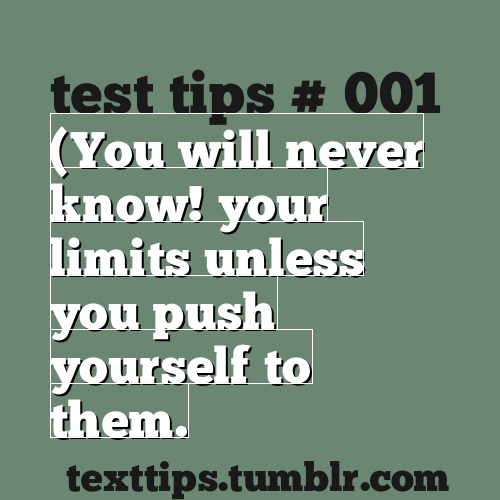 test tips # 001
(You will never
know! your
limits unless
you push
yourself to
them.
texttips.tumblr.com